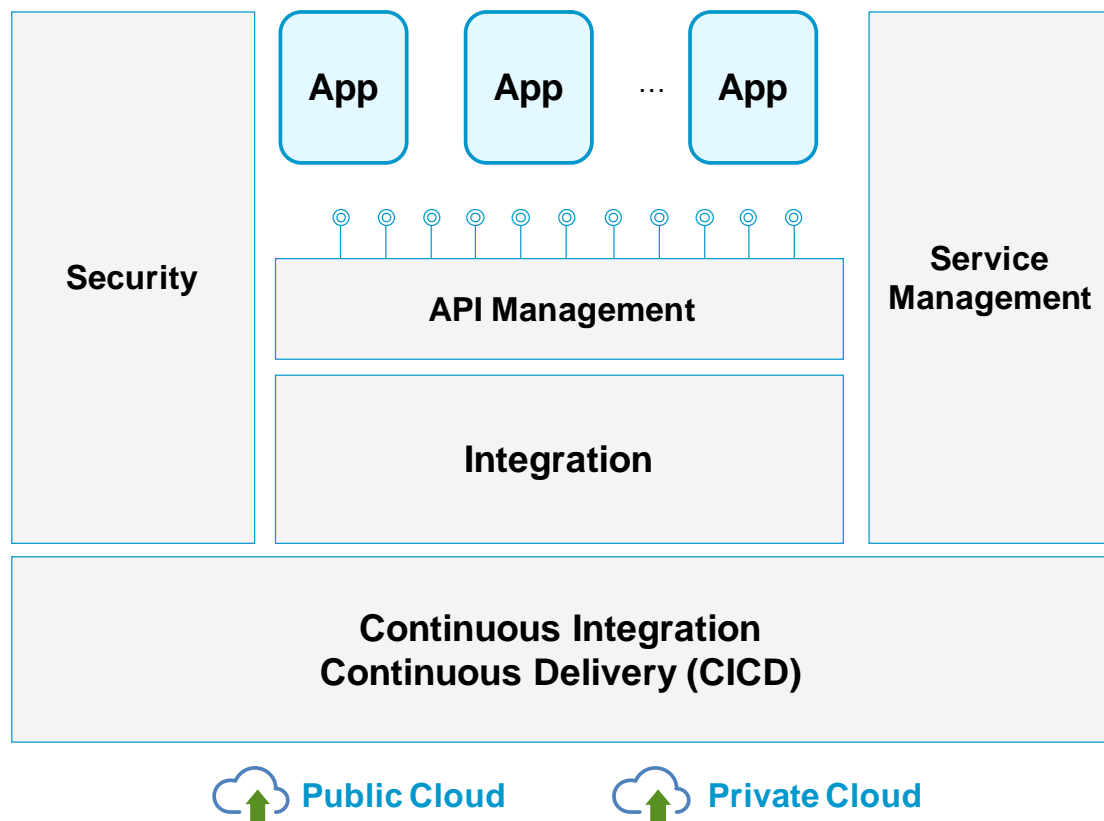 App
App
...
App
Security
API Management
Service
Management
Integration
Continuous Integration
Continuous Delivery (CICD)
Public Cloud
Private Cloud